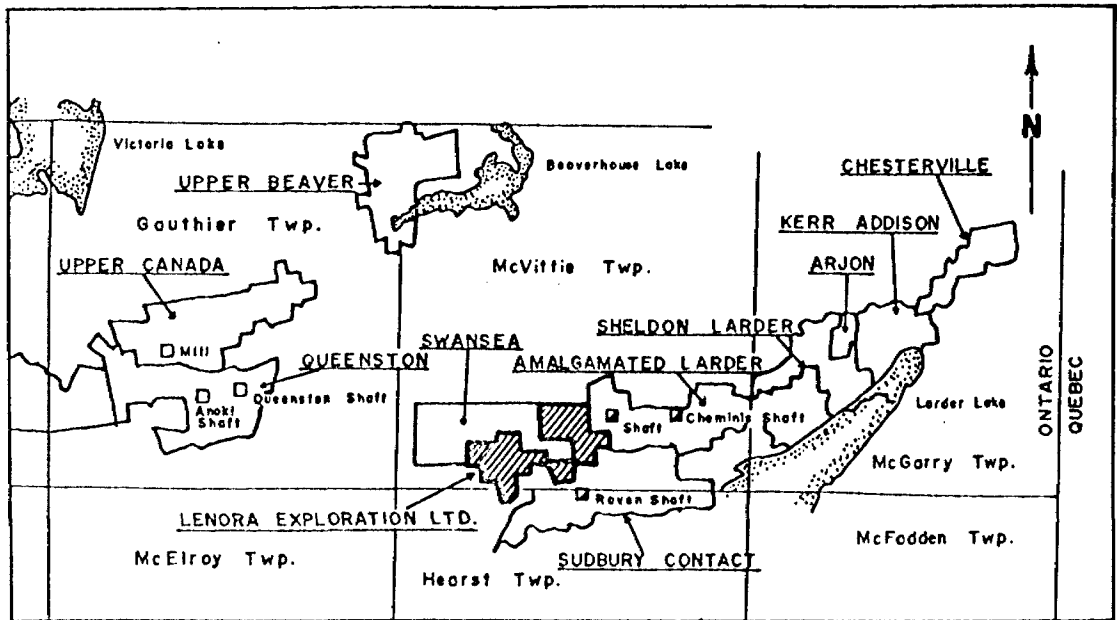 N
Victoria Lake
Beaverhouse Lake
CHESTERVILLE
UPPER BEAVER
Gauthier Twp.
KERR ADDISON
UPPER CANADA
McVittie Twp.
ARJON
SHELDON LARDER
SWANSEA
AMALGAMATED LARDER
Mill
QUEENSTON
Queenston Shaft
Anoki
Shaft
Shaft
Cheminis Shaft
Larder Lake
ONTARIO
QUEBEC
McGarry Twp.
Raven Shaft
LENORA EXPLORATION LTD.
McElroy Twp.
SUDBURY CONTACT
McFadden Twp.
Hearst Twp.